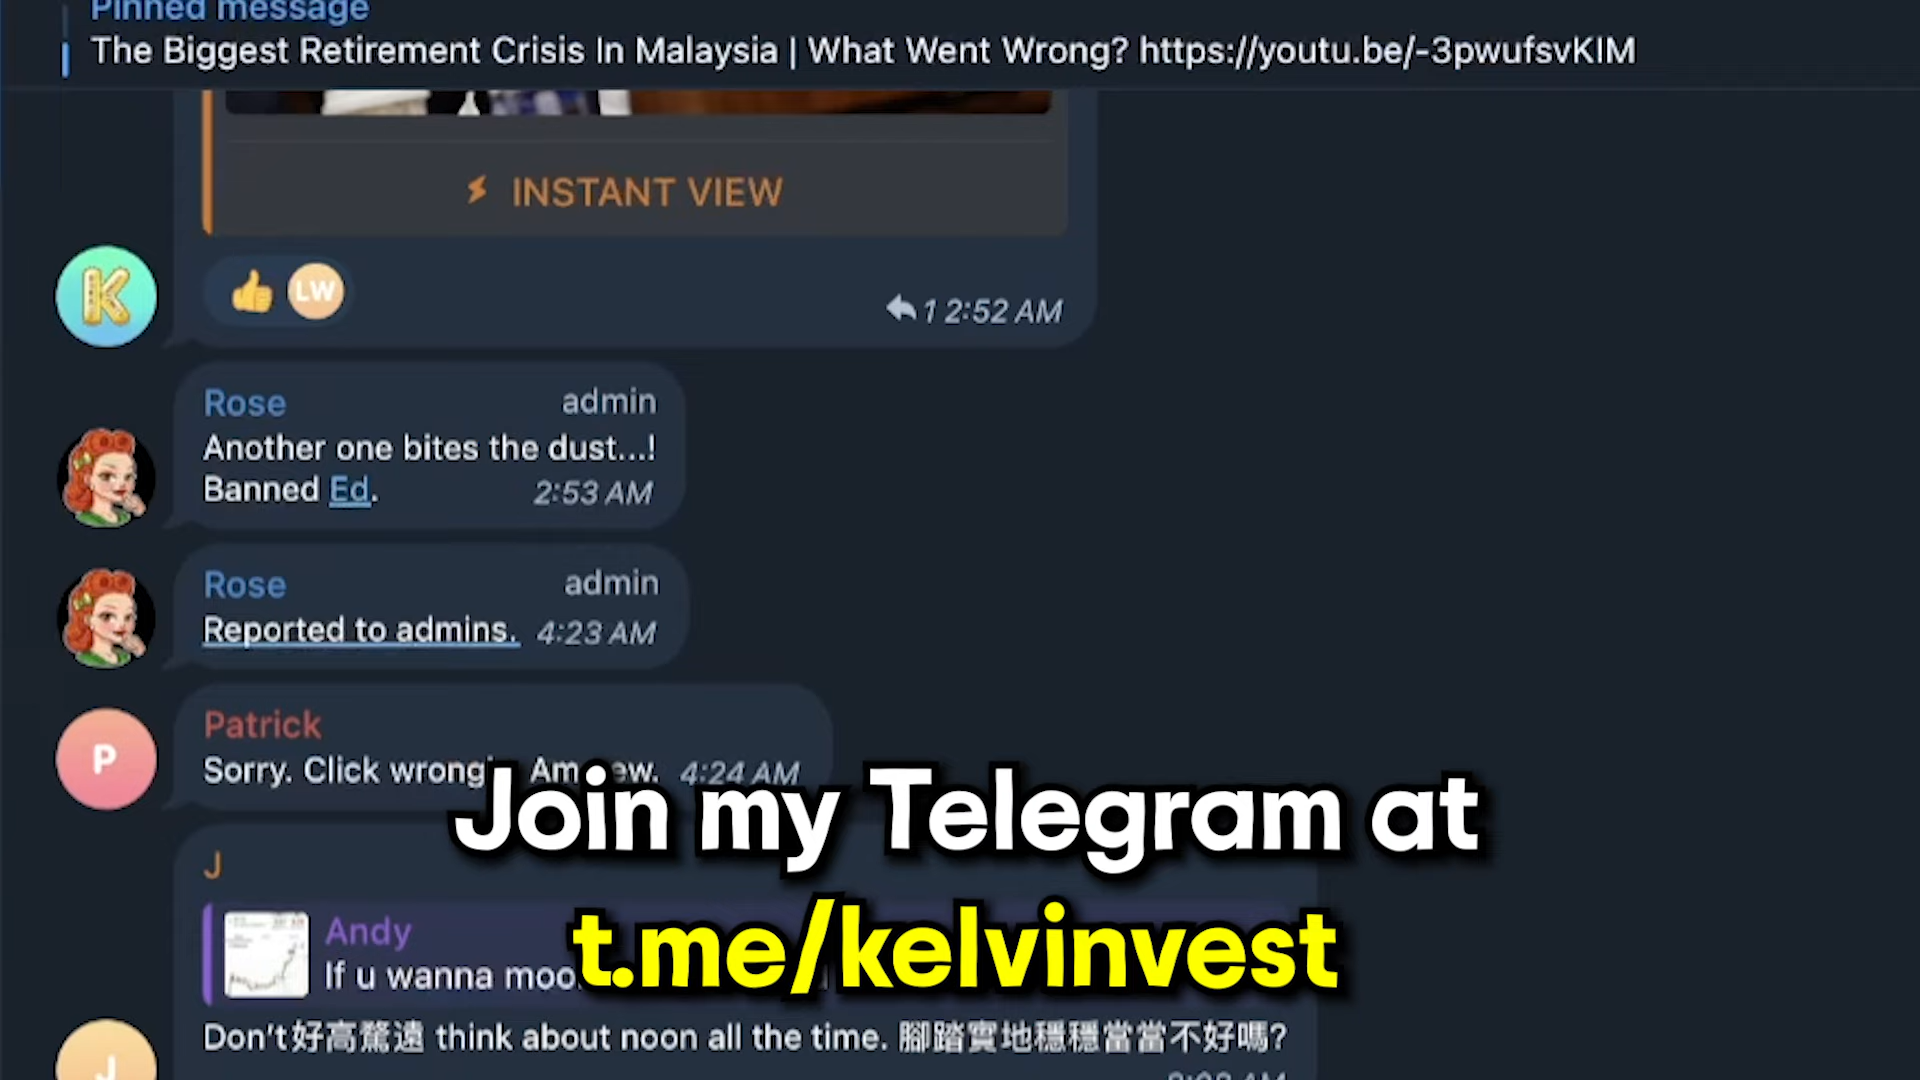 Pinned message
The Biggest Retirement Crisis In Malaysia | What Went Wrong? https://youtu.be/-3pwufsvKIM
INSTANT VIEW
K
LW
1 2:52 AM
Rose admin
Another one bites the dust...!
Banned Ed. 2:53 AM
Rose admin
Reported to admins. 4:23 AM
P
Patrick
Sorry. Click wrong 4:24 AM
Join my Telegram at
J
Andy
If u wanna
t.me/kelvinvest
Don't好高騖遠 think about noon all the time. 腳踏實地穩穩當當不好嗎?
J